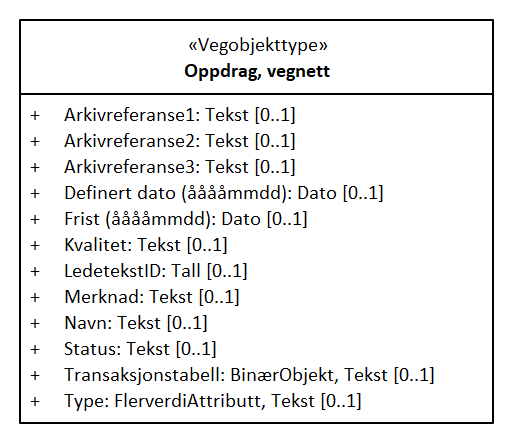 «Vegobjekttype»
Oppdrag, vegnett
+ Arkivreferanse1: Tekst [0..1]
+ Arkivreferanse2: Tekst [0..1]
+ Arkivreferanse3: Tekst [0..1]
+ Definert dato (ååååmmdd): Dato [0..1]
+ Frist (ååååmmdd): Dato [0..1]
+ Kvalitet: Tekst [0..1]
+ LedetekstID: Tall [0..1]
+ Merknad: Tekst [0..1]
+ Navn: Tekst [0..1]
+ Status: Tekst [0..1]
+ Transaksjonstabell: BinærObjekt, Tekst [0..1]
+ Type: FlerverdiAttributt, Tekst [0..1]